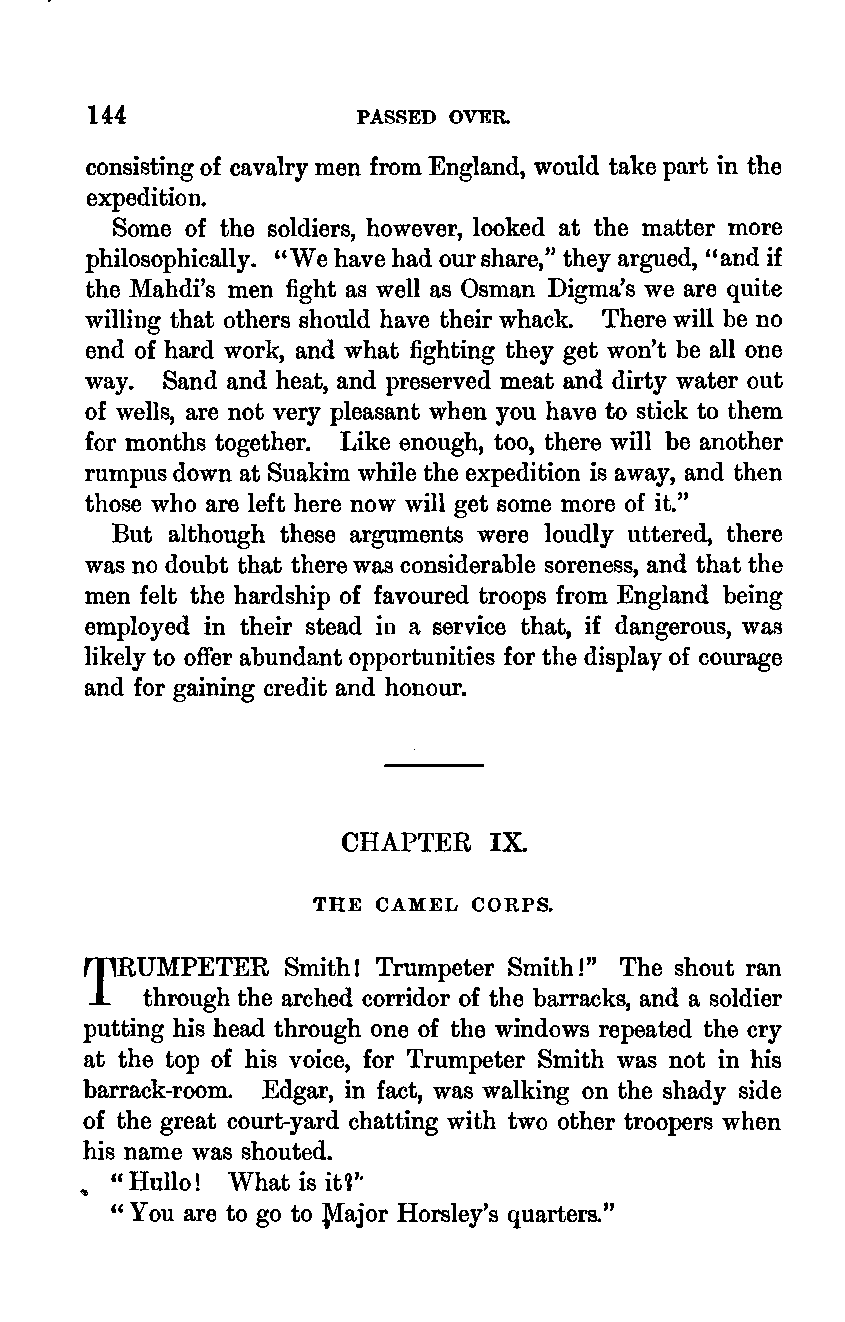 144 PASSED OVER.
consisting of cavalry men from England, would take part in the
expedition.
Some of the soldiers, however, looked at the matter more
philosophically. "We have had our share," they argued, "and if
the Mahdi's men fight as well as Osman Digma's we are quite
willing that others should have their whack. There will be no
end of hard work, and what fighting they get won't be all one
way. Sand and heat, and preserved meat and dirty water out
of wells, are not very pleasant when you have to stick to them
for months together. Like enough, too, there will be another
rumpus down at Suakim while the expedition is away, and then
those who are left here now will get some more of it."
But although these arguments were loudly uttered, there
was no doubt that there was considerable soreness, and that the
men felt the hardship of favoured troops from England being
employed in their stead in a service that, if dangerous, was
likely to offer abundant opportunities for the display of courage
and for gaining credit and honour.
CHAPTER IX.
THE CAMEL CORPS.
TRUMPETER Smith! Trumpeter Smith!" The shout ran
through the arched corridor of the barracks, and a soldier
putting his head through one of the windows repeated the cry
at the top of his voice, for Trumpeter Smith was not in his
barrack-room. Edgar, in fact, was walking on the shady side
of the great court-yard chatting with two other troopers when
his name was shouted.
"Hullo! What is it?"
"You are to go to Major Horsley's quarters."